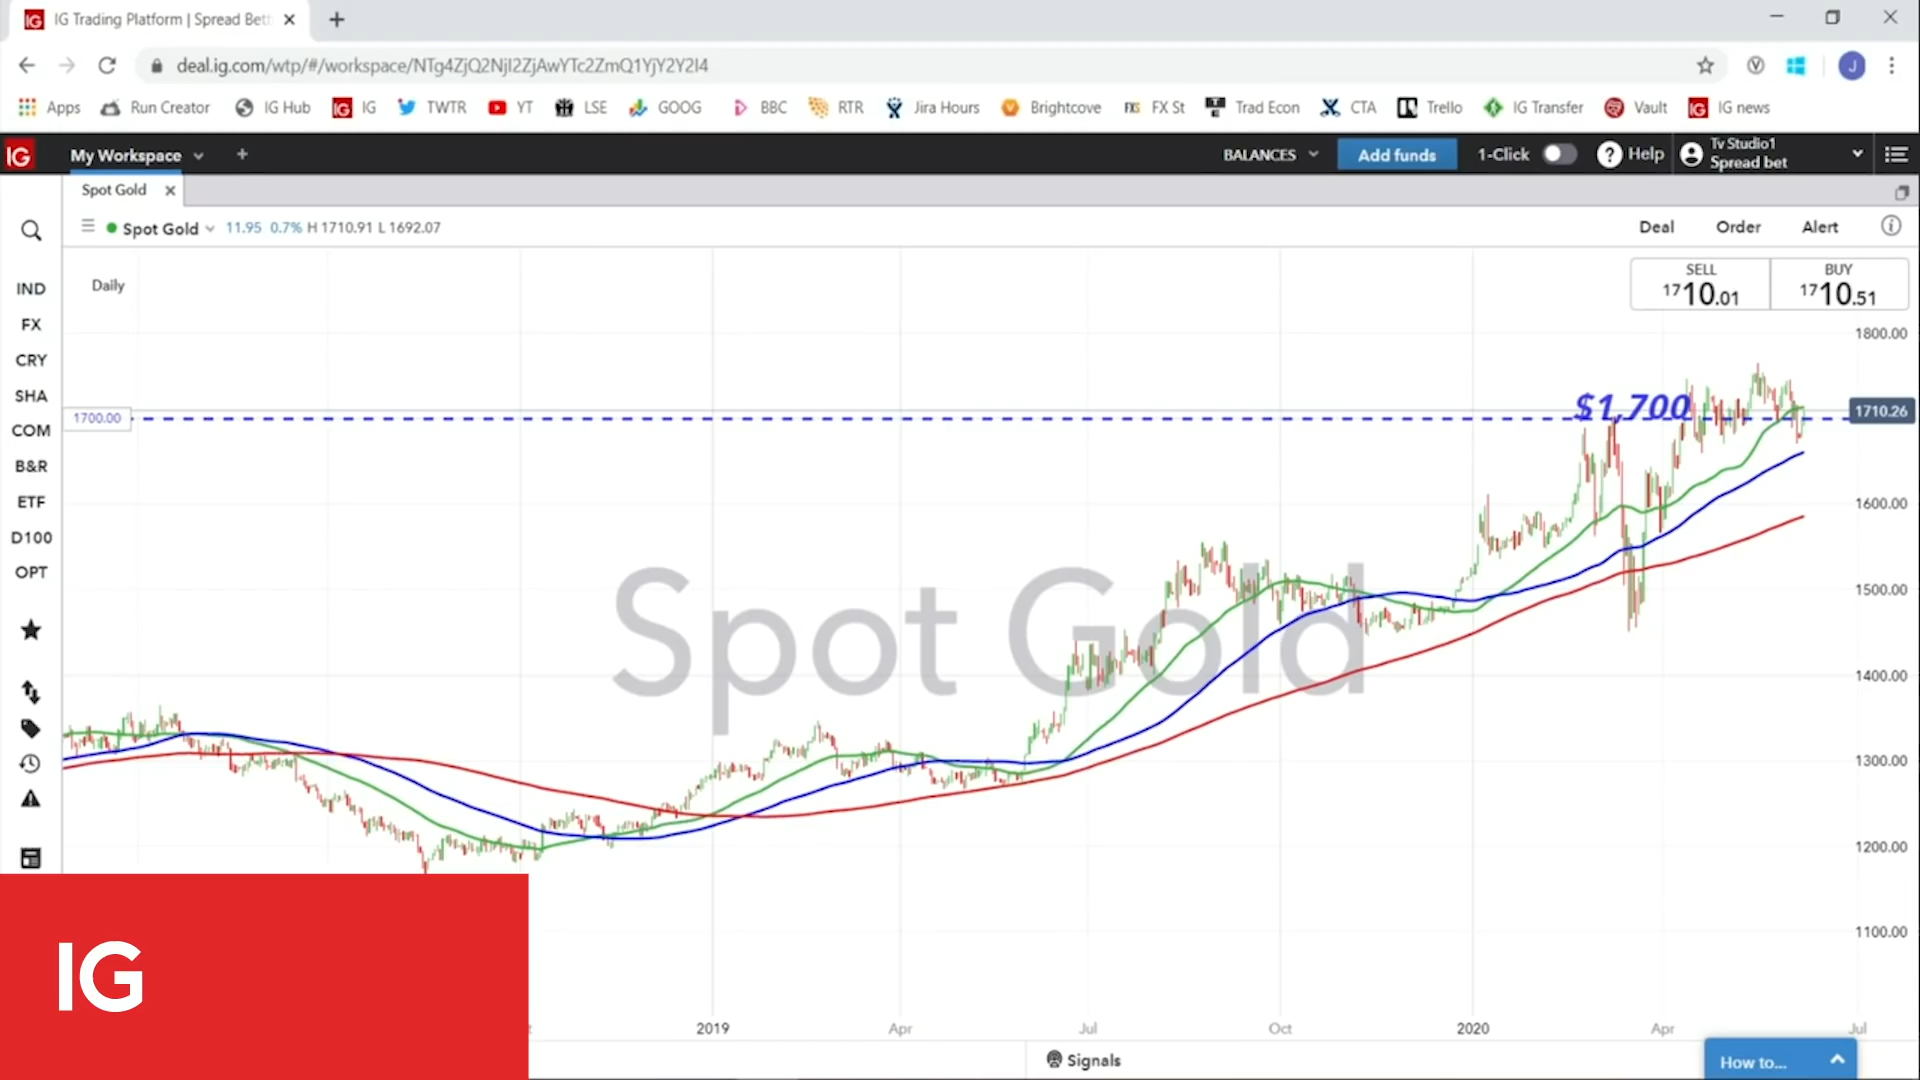 IG Trading Platform | Spread Bett
deal.ig.com/wtp/#/workspace/NTg4ZjQ2NjI2ZjAwYTc2ZmQ1YjY2Y2I4
Apps Run Creator IG Hub IG TWTR YT LSE GOOG BBC RTR Jira Hours Brightcove FXS FX St Trad Econ CTA Trello IG Transfer Vault IG news
IG My Workspace BALANCES Add funds 1-Click ? Help Tv Studio1
Spread bet
Spot Gold
Spot Gold 11.95 0.7% H 1710.91 L 1692.07 Deal Order Alert
Daily
SELL BUY
1710.01 1710.51
IND
FX
CRY
SHA
COM
B&R
ETF
D100
OPT
1800.00
1700.00 $1,700 1710.26
1600.00
1500.00
Spot Gold
1400.00
1300.00
1200.00
1100.00
IG
2019 Apr Jul Oct 2020 Apr Jul
Signals
How to...